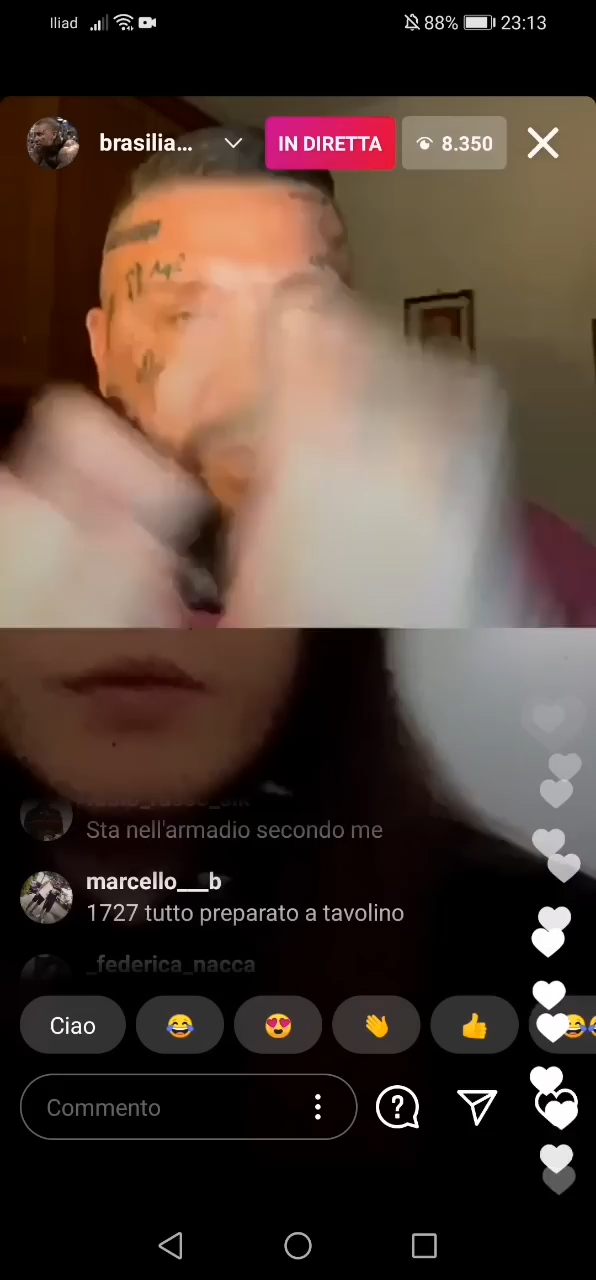 Iliad 88% 23:13
brasilia... IN DIRETTA 8.350
Sta nell'armadio secondo me
marcello___b
1727 tutto preparato a tavolino
_federica_nacca
Ciao
Commento